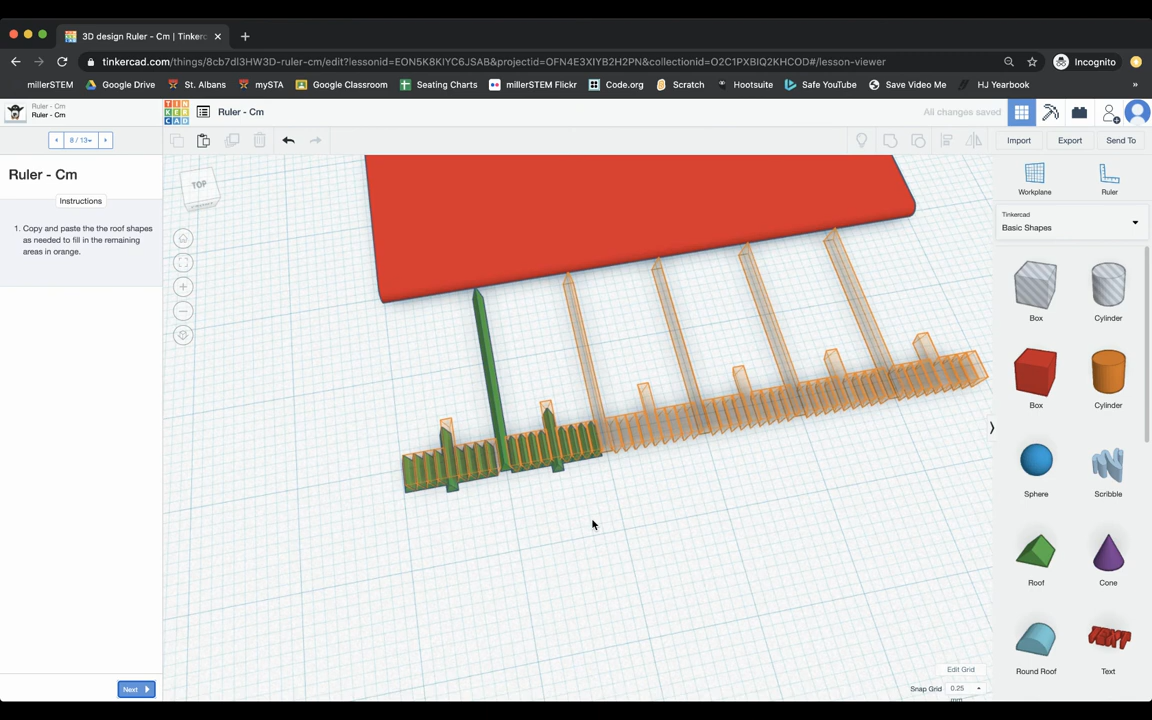 3D design Ruler - Cm | Tinkerc
tinkercad.com/things/8cb7dl3HW3D-ruler-cm/edit?lessonid=EON5K8KIYC6JSAB&projectid=OFN4E3XIYB2H2PN&collectionid=O2C1PXBIQ2KHCOD#/lesson-viewer
Incognito
millerSTEM
Google Drive
St. Albans
mySTA
Google Classroom
Seating Charts
millerSTEM Flickr
Code.org
Scratch
Hootsuite
Safe YouTube
Save Video Me
HJ Yearbook
»
Ruler - Cm
Ruler - Cm
TIN
KER
CAD
Ruler - Cm
All changes saved
8 / 13
Import
Export
Send To
Ruler - Cm
Instructions
1. Copy and paste the the roof shapes
as needed to fill in the remaining
areas in orange.
TOP
Workplane
Ruler
Tinkercad
Basic Shapes
Box
Cylinder
Box
Cylinder
Sphere
Scribble
Roof
Cone
TEXT
Round Roof
Text
Edit Grid
Snap Grid
0.25
mm
Next